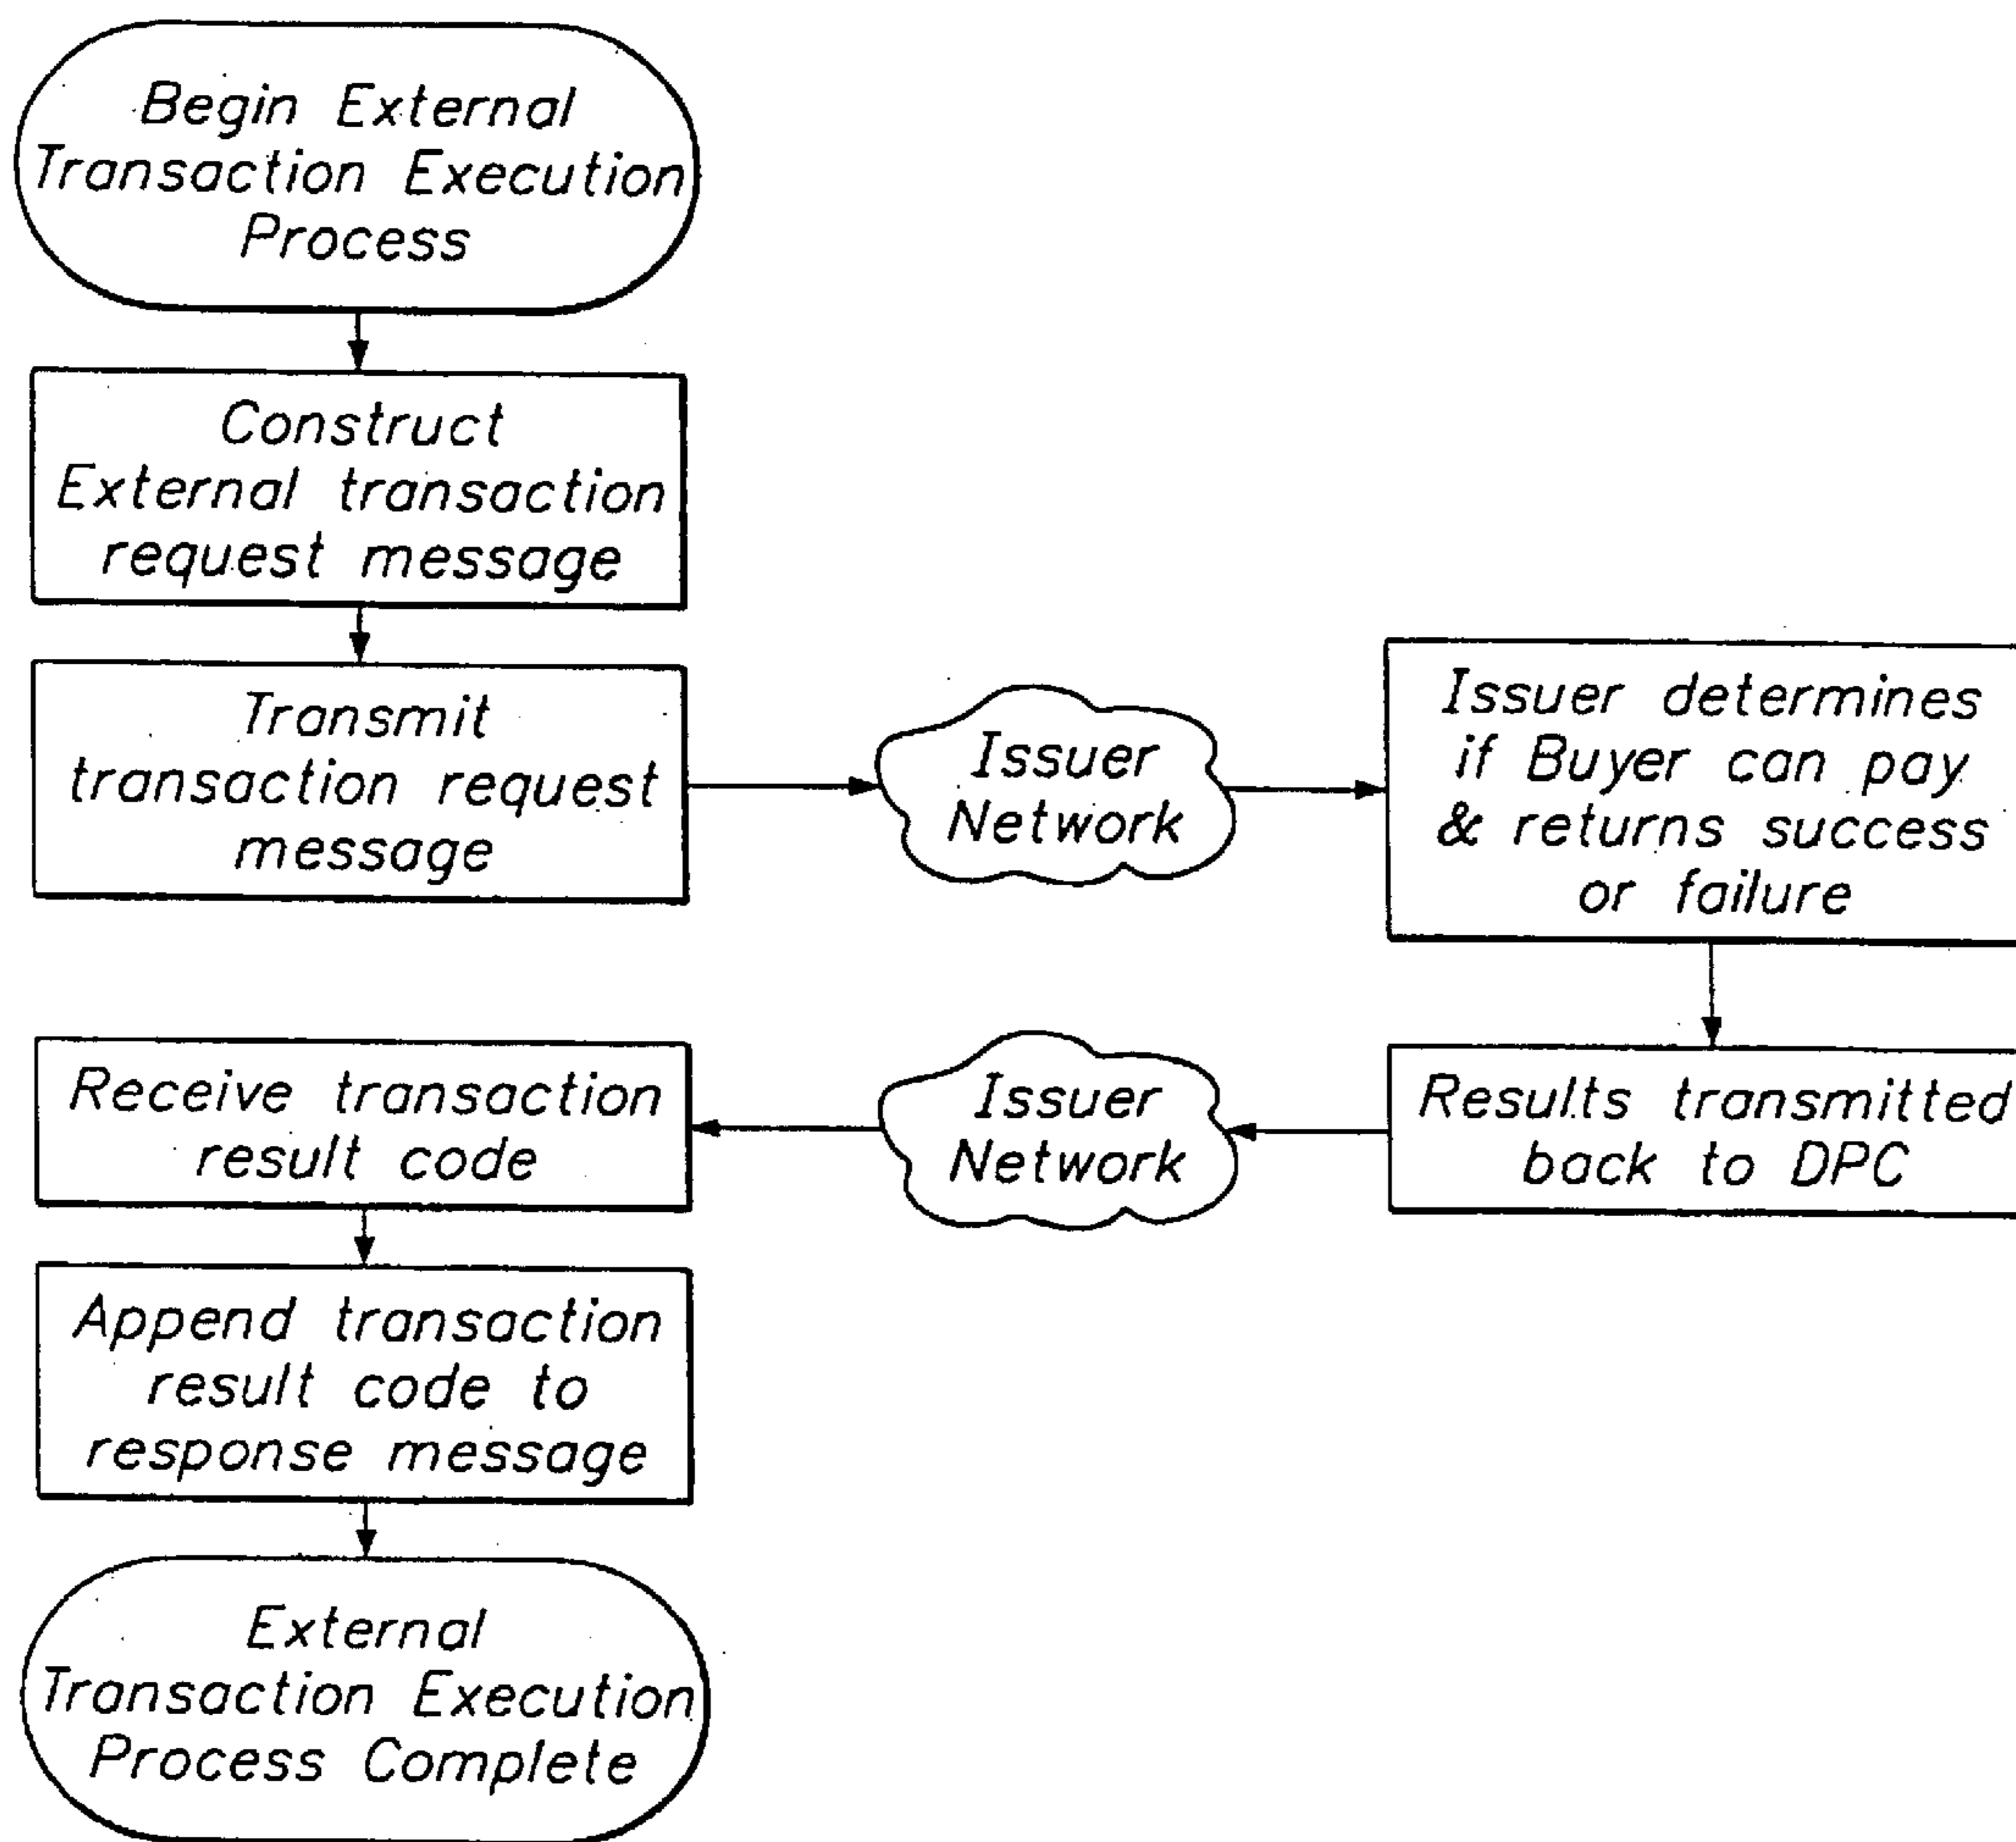 Begin External
Transaction Execution
Process
Construct
External transaction
request message
Transmit
transaction request
message
Issuer
Network
Issuer determines
if Buyer can pay
& returns success
or failure
Results transmitted
back to DPC
Issuer
Network
Receive transaction
result code
Append transaction
result code to
response message
External
Transaction Execution
Process Complete